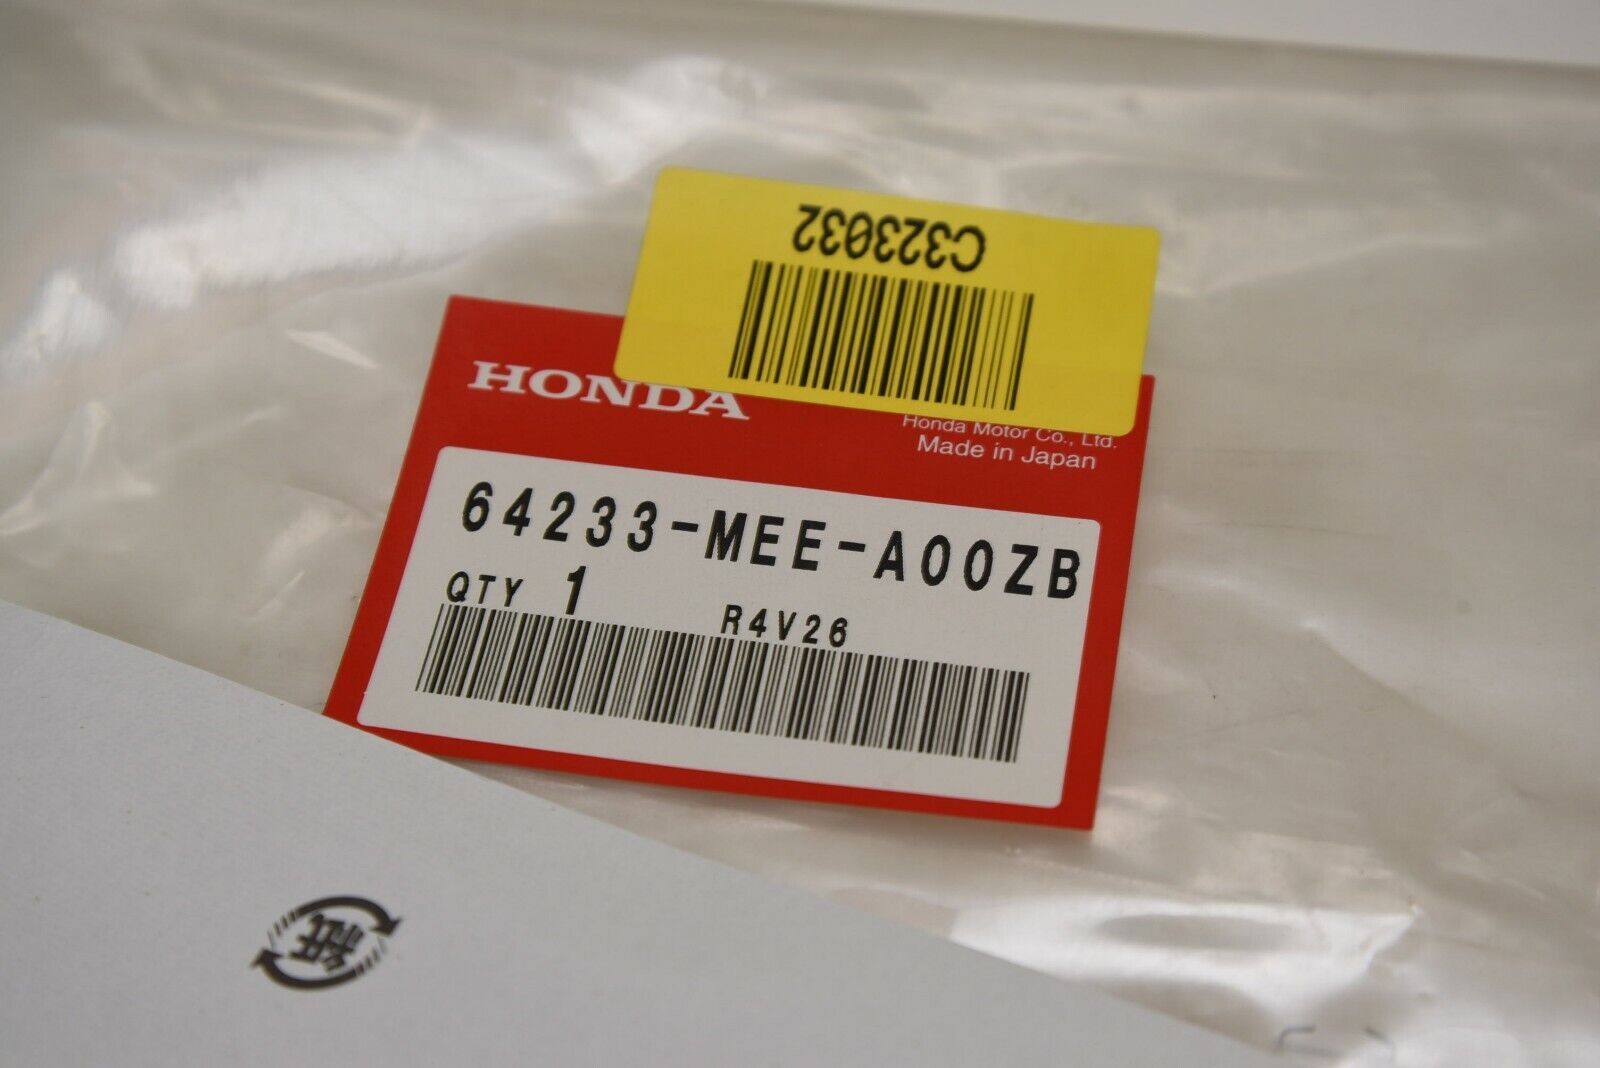 C323032
HONDA
Honda Motor Co., Ltd.
Made in Japan
64233-MEE-A00ZB
QTY 1 R4V26